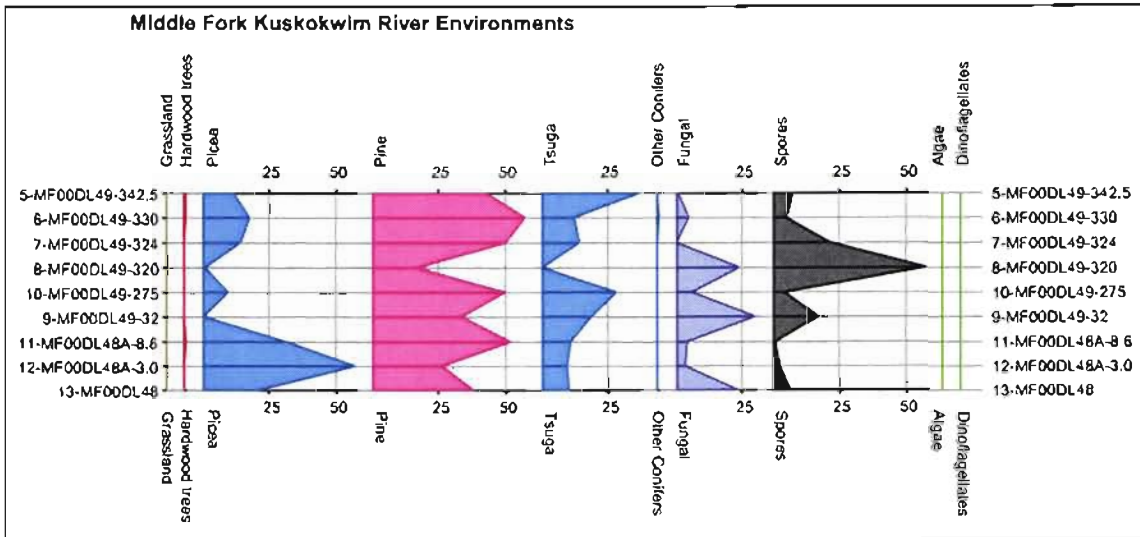 Middle Fork Kuskokwim River Environments
Grassland
Hardwood trees
Picea
Pine
Tsuga
Other Conifers
Fungal
Spores
Algae
Dinoflagellates
25 50 25 50 25 25 25 50
5-MF00DL49-342.5 5-MF00DL49-342.5
6-MF00DL49-330 6-MF00DL49-330
7-MF00DL49-324 7-MF00DL49-324
8-MF00DL49-320 8-MF00DL49-320
10-MF00DL49-275 10-MF00DL49-275
9-MF00DL49-32 9-MF00DL49-32
11-MF00DL48A-8.6 11-MF00DL48A-8.6
12-MF00DL48A-3.0 12-MF00DL48A-3.0
13-MF00DL48 13-MF00DL48
25 50 25 50 25 25 25 50
Grassland
Hardwood trees
Picea
Pine
Tsuga
Other Conifers
Fungal
Spores
Algae
Dinoflagellates